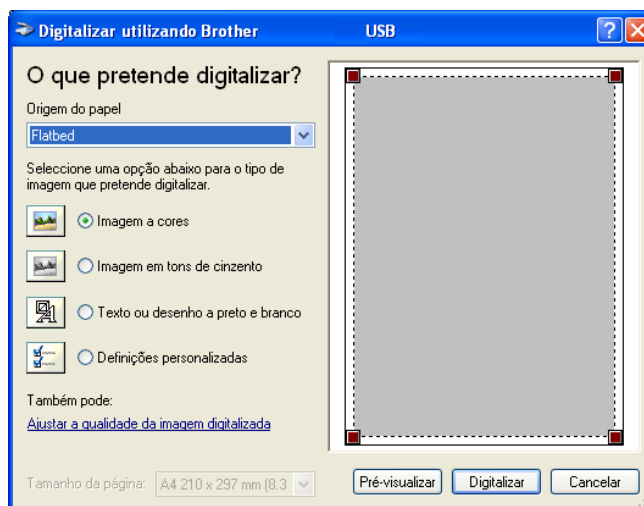 Digitalizar utilizando Brother USB
O que pretende digitalizar?
Origem do papel
Flatbed
Seleccione uma opção abaixo para o tipo de
imagem que pretende digitalizar.
Imagem a cores
Imagem em tons de cinzento
Texto ou desenho a preto e branco
Definições personalizadas
Também pode:
Ajustar a qualidade da imagem digitalizada
Tamanho da página: A4 210 x 297 mm (8.3
Pré-visualizar Digitalizar Cancelar